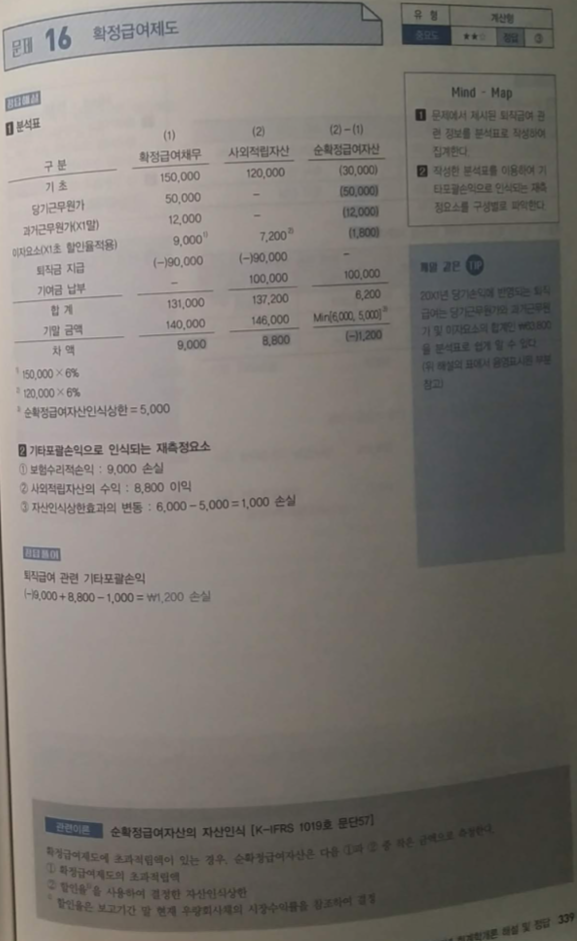 문제 16 확정급여제도
유 형 계산형
중요도 ★★☆ 정답 ③
정답해설
1 분석표
(1) (2) (2)-(1)
구 분 확정급여채무 사외적립자산 순확정급여자산
기 초 150,000 120,000 (30,000)
당기근무원가 50,000 – (50,000)
과거근무원가(X1말) 12,000 – (12,000)
이자요소(X1초 할인율적용) 9,000¹⁾ 7,200²⁾ (1,800)
퇴직금 지급 (−)90,000 (−)90,000 –
기여금 납부 – 100,000 100,000
합 계 131,000 137,200 6,200
기말 금액 140,000 146,000 Min[6,000, 5,000]³⁾
차 액 9,000 8,800 (−)1,200
¹⁾ 150,000×6%
²⁾ 120,000×6%
³⁾ 순확정급여자산인식상한=5,000
2 기타포괄손익으로 인식되는 재측정요소
① 보험수리적손익 : 9,000 손실
② 사외적립자산의 수익 : 8,800 이익
③ 자산인식상한효과의 변동 : 6,000−5,000=1,000 손실
정답풀이
퇴직급여 관련 기타포괄손익
(−)9,000+8,800−1,000=₩1,200 손실
Mind - Map
1 문제에서 제시된 퇴직급여 관
련 정보를 분석표로 작성하여
집계한다.
2 작성한 분석표를 이용하여 기
타포괄손익으로 인식되는 재측
정요소를 구성별로 파악한다.
깨알 같은 TIP
20X1년 당기손익에 반영되는 퇴직
급여는 당기근무원가와 과거근무원
가 및 이자요소의 합계인 ₩63,800
을 분석표로 쉽게 할 수 있다.
(위 해설의 표에서 음영표시된 부분
참고)
관련이론 순확정급여자산의 자산인식 [K-IFRS 1019호 문단57]
확정급여제도에 초과적립액이 있는 경우, 순확정급여자산은 다음 ①과 ② 중 작은 금액으로 측정한다.
① 확정급여제도의 초과적립액
② 할인율¹⁾을 사용하여 결정한 자산인식상한
¹⁾ 할인율은 보고기간 말 현재 우량회사채의 시장수익률을 참조하여 결정
회계학개론 해설 및 정답 339